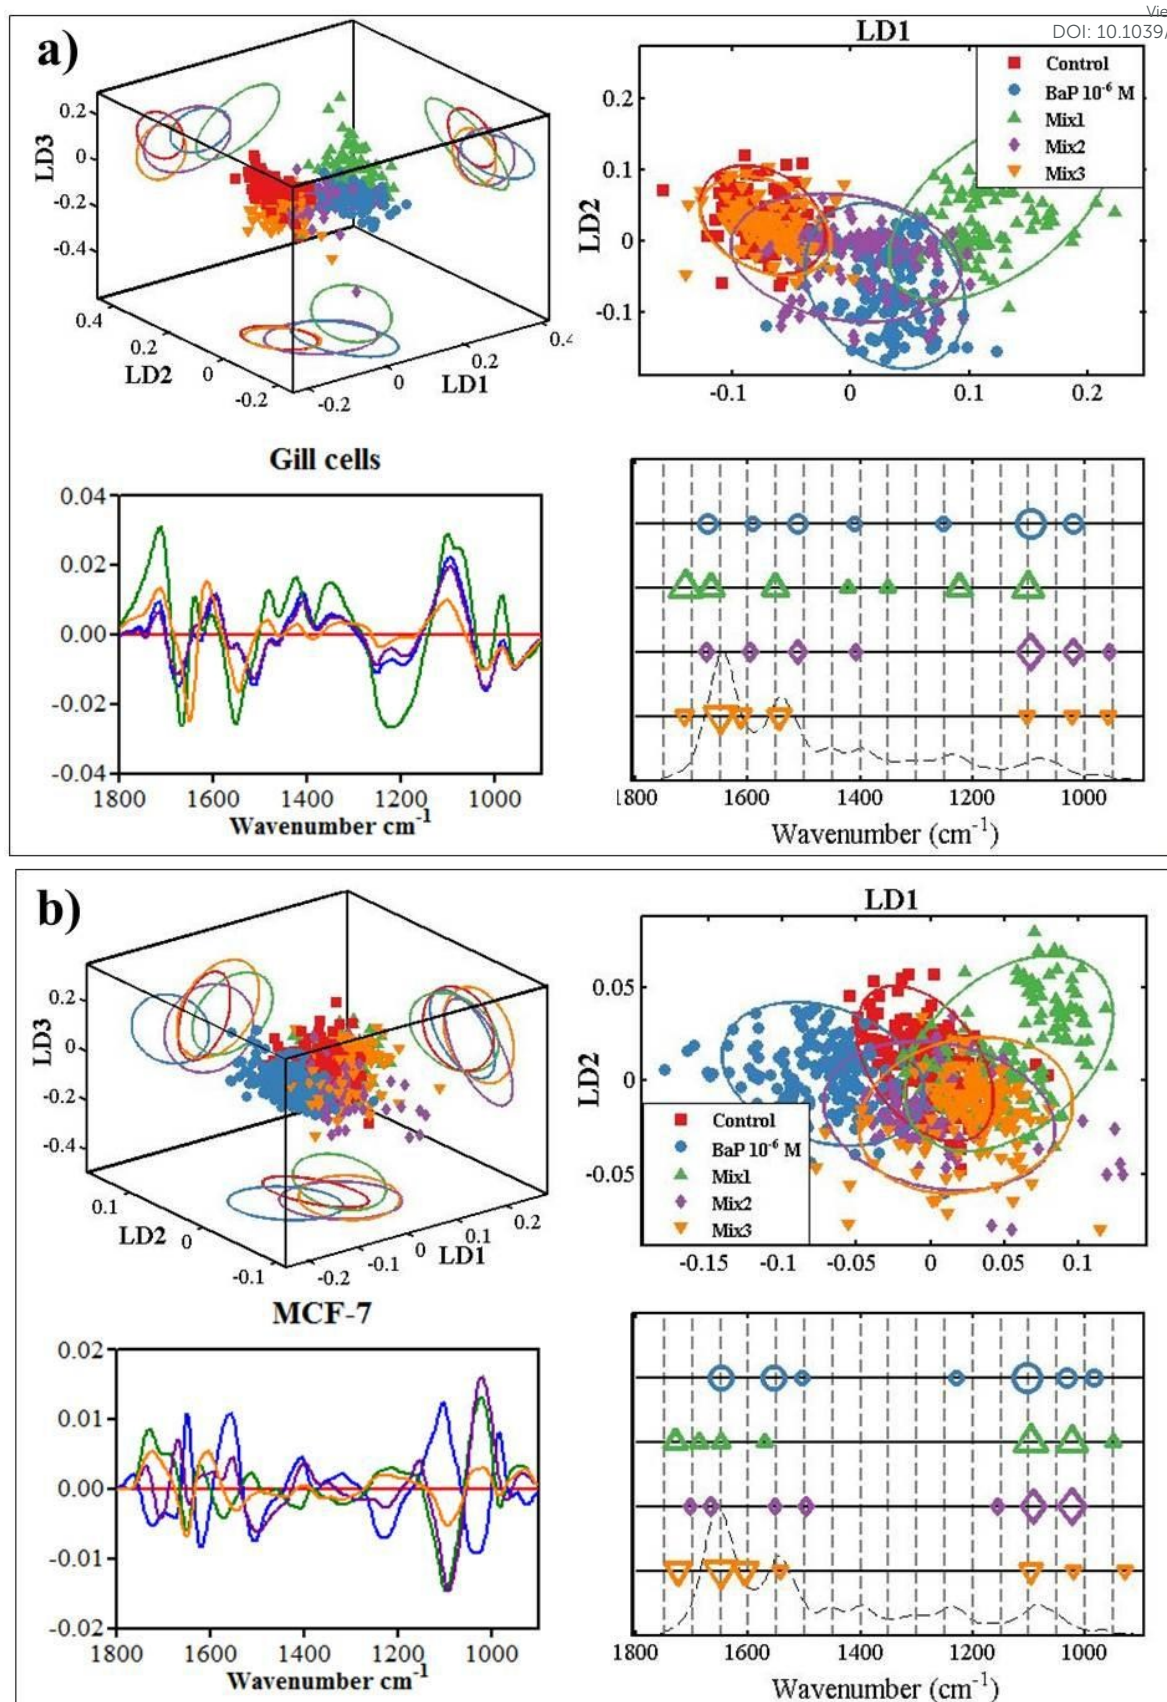 Vie
DOI: 10.1039/
a)
LD3
0.2
0
-0.2
-0.4
0.4
0.2
0
-0.2
LD2
-0.2
0
0.2
LD1
LD1
LD2
0.2
0.1
0
-0.1
-0.1
0
0.1
0.2
Control
BaP 10⁻⁶ M
Mix1
Mix2
Mix3
Gill cells
0.04
0.02
0.00
-0.02
-0.04
1800 1600 1400 1200 1000
Wavenumber cm⁻¹
1800 1600 1400 1200 1000
Wavenumber (cm⁻¹)
b)
LD3
0.2
0
-0.2
-0.4
0.1
0
-0.1
LD2
-0.2
-0.1
0
0.1
0.2
LD1
LD1
LD2
0.05
0
-0.05
Control
BaP 10⁻⁶ M
Mix1
Mix2
Mix3
-0.15 -0.1 -0.05 0 0.05 0.1
MCF-7
0.02
0.01
0.00
-0.01
-0.02
1800 1600 1400 1200 1000
Wavenumber cm⁻¹
1800 1600 1400 1200 1000
Wavenumber (cm⁻¹)